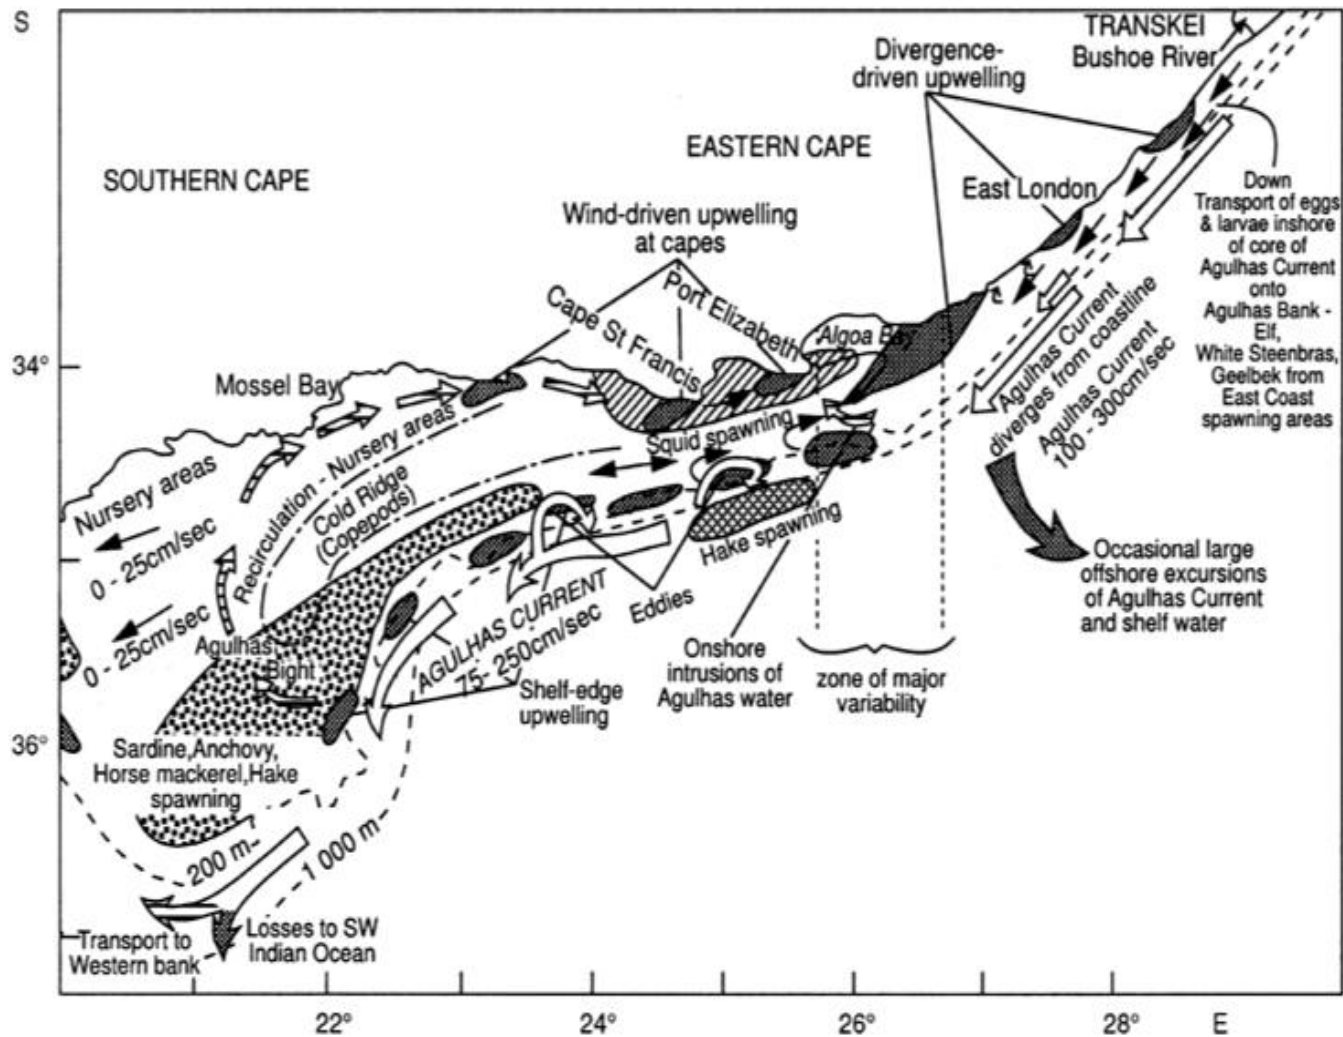 S
TRANSKEI
Bushoe River
Divergence-
driven upwelling
EASTERN CAPE
SOUTHERN CAPE
East London
Down
Transport of eggs
& larvae inshore
of core of
Agulhas Current
onto
Agulhas Bank -
Elf,
White Steenbras,
Geelbek from
East Coast
spawning areas
Wind-driven upwelling
at capes
Port Elizabeth
Cape St Francis
Algoa Bay
Agulhas Current
diverges from coastline
Agulhas Current
100 - 300cm/sec
34°
Mossel Bay
Squid spawning
Nursery areas
Recirculation - Nursery areas
Cold Ridge
(Copepods)
Hake spawning
0 - 25cm/sec
0 - 25cm/sec
Occasional large
offshore excursions
of Agulhas Current
and shelf water
Eddies
AGULHAS CURRENT
75- 250cm/sec
Agulhas
Bight
Onshore
intrusions of
Agulhas water
zone of major
variability
Shelf-edge
upwelling
36°
Sardine,Anchovy,
Horse mackerel,Hake
spawning
200 m
1 000 m
Transport to
Western bank
Losses to SW
Indian Ocean
22° 24° 26° 28° E